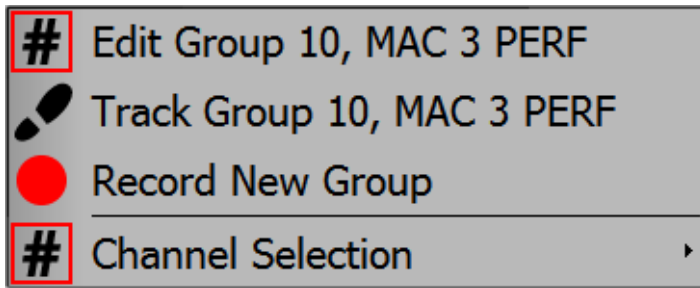 # Edit Group 10, MAC 3 PERF
Track Group 10, MAC 3 PERF
Record New Group
# Channel Selection